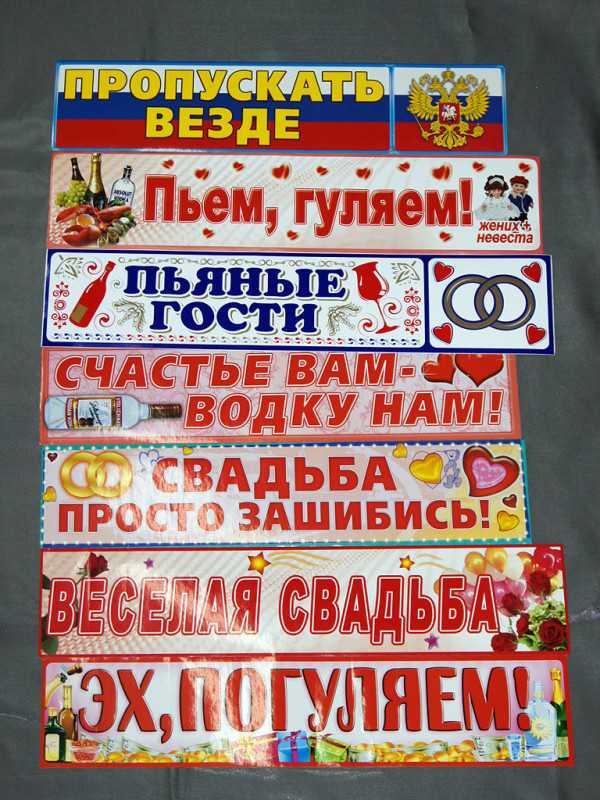 ПРОПУСКАТЬ
ВЕЗДЕ
Пьем, гуляем!
жених +
невеста
ABSOLUT
ПЬЯНЫЕ
ГОСТИ
СЧАСТЬЕ ВАМ-
ВОДКУ НАМ!
СВАДЬБА
ПРОСТО ЗАШИБИСЬ!
ВЕСЕЛАЯ СВАДЬБА
ЭХ, ПОГУЛЯЕМ!